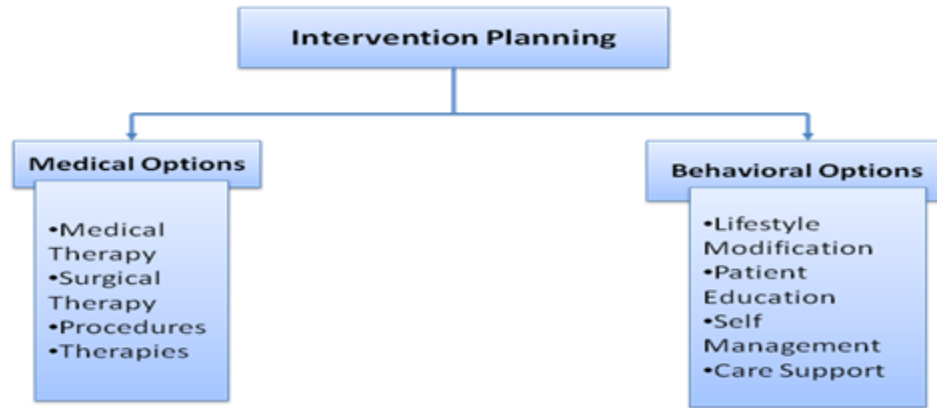 Intervention Planning
Medical Options
•Medical
Therapy
•Surgical
Therapy
•Procedures
•Therapies
Behavioral Options
•Lifestyle
Modification
•Patient
Education
•Self
Management
•Care Support